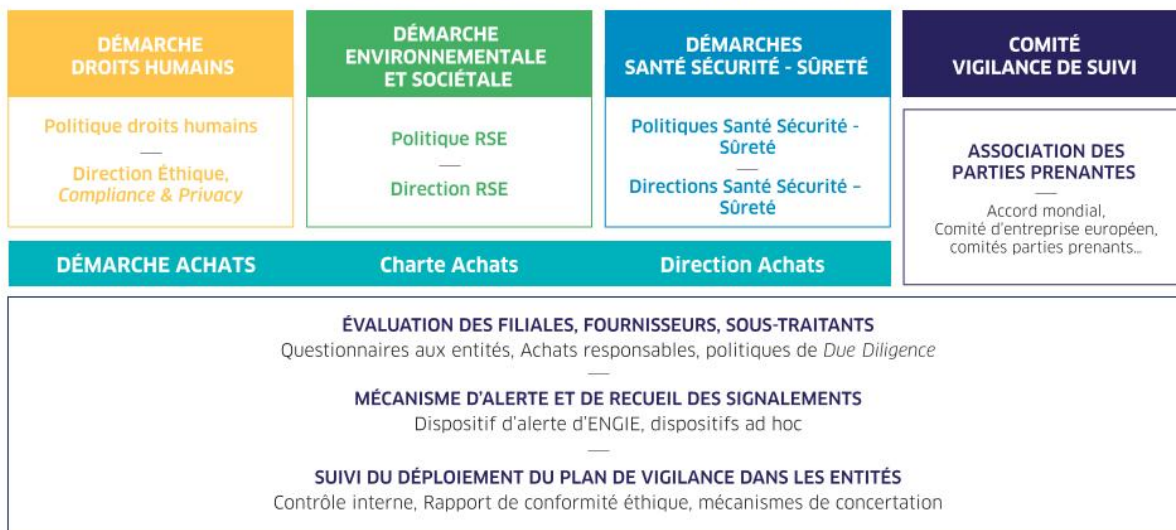 DÉMARCHE
DROITS HUMAINS
Politique droits humains
Direction Éthique,
Compliance & Privacy
DÉMARCHE
ENVIRONNEMENTALE
ET SOCIÉTALE
Politique RSE
Direction RSE
DÉMARCHES
SANTÉ SÉCURITÉ - SÛRETÉ
Politiques Santé Sécurité -
Sûreté
Directions Santé Sécurité –
Sûreté
COMITÉ
VIGILANCE DE SUIVI
ASSOCIATION DES
PARTIES PRENANTES
Accord mondial,
Comité d'entreprise européen,
comités parties prenants...
DÉMARCHE ACHATS Charte Achats Direction Achats
ÉVALUATION DES FILIALES, FOURNISSEURS, SOUS-TRAITANTS
Questionnaires aux entités, Achats responsables, politiques de Due Diligence
MÉCANISME D'ALERTE ET DE RECUEIL DES SIGNALEMENTS
Dispositif d'alerte d'ENGIE, dispositifs ad hoc
SUIVI DU DÉPLOIEMENT DU PLAN DE VIGILANCE DANS LES ENTITÉS
Contrôle interne, Rapport de conformité éthique, mécanismes de concertation